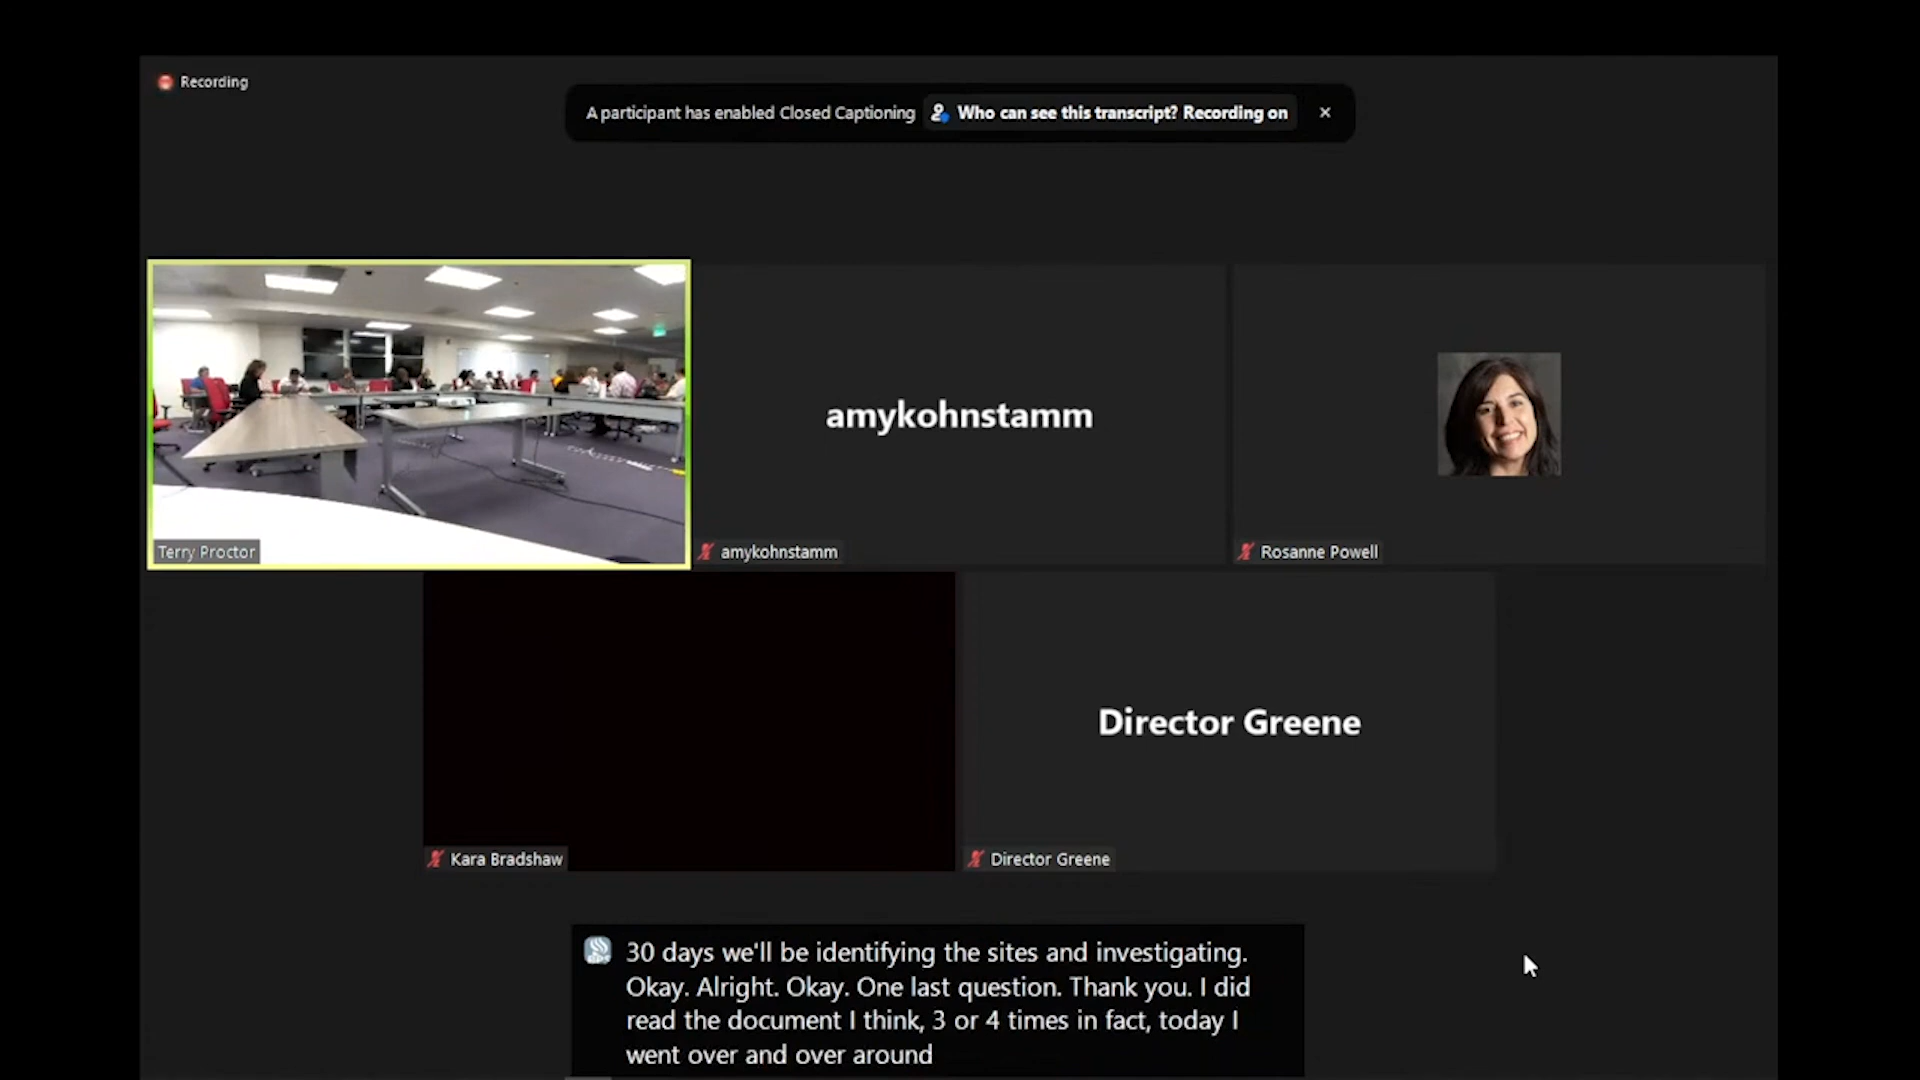 Recording
A participant has enabled Closed Captioning Who can see this transcript? Recording on
Terry Proctor
amykohnstamm
amykohnstamm
Rosanne Powell
Kara Bradshaw
Director Greene
Director Greene
30 days we'll be identifying the sites and investigating.
Okay. Alright. Okay. One last question. Thank you. I did
read the document I think, 3 or 4 times in fact, today I
went over and over around